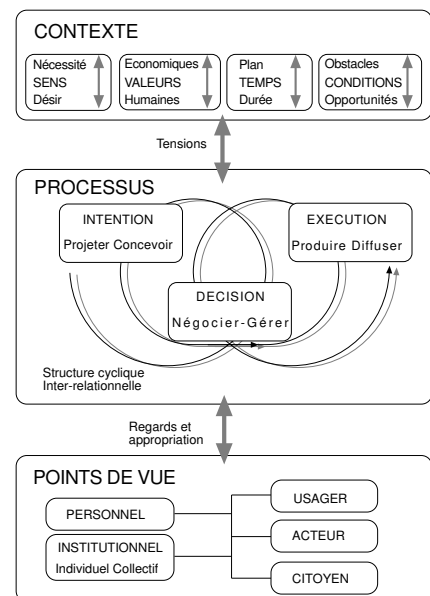 CONTEXTE
Nécessité
SENS
Désir
Economiques
VALEURS
Humaines
Plan
TEMPS
Durée
Obstacles
CONDITIONS
Opportunités
Tensions
PROCESSUS
INTENTION
Projeter Concevoir
EXECUTION
Produire Diffuser
DECISION
Négocier-Gérer
Structure cyclique
Inter-relationnelle
Regards et
appropriation
POINTS DE VUE
PERSONNEL
INSTITUTIONNEL
Individuel Collectif
USAGER
ACTEUR
CITOYEN